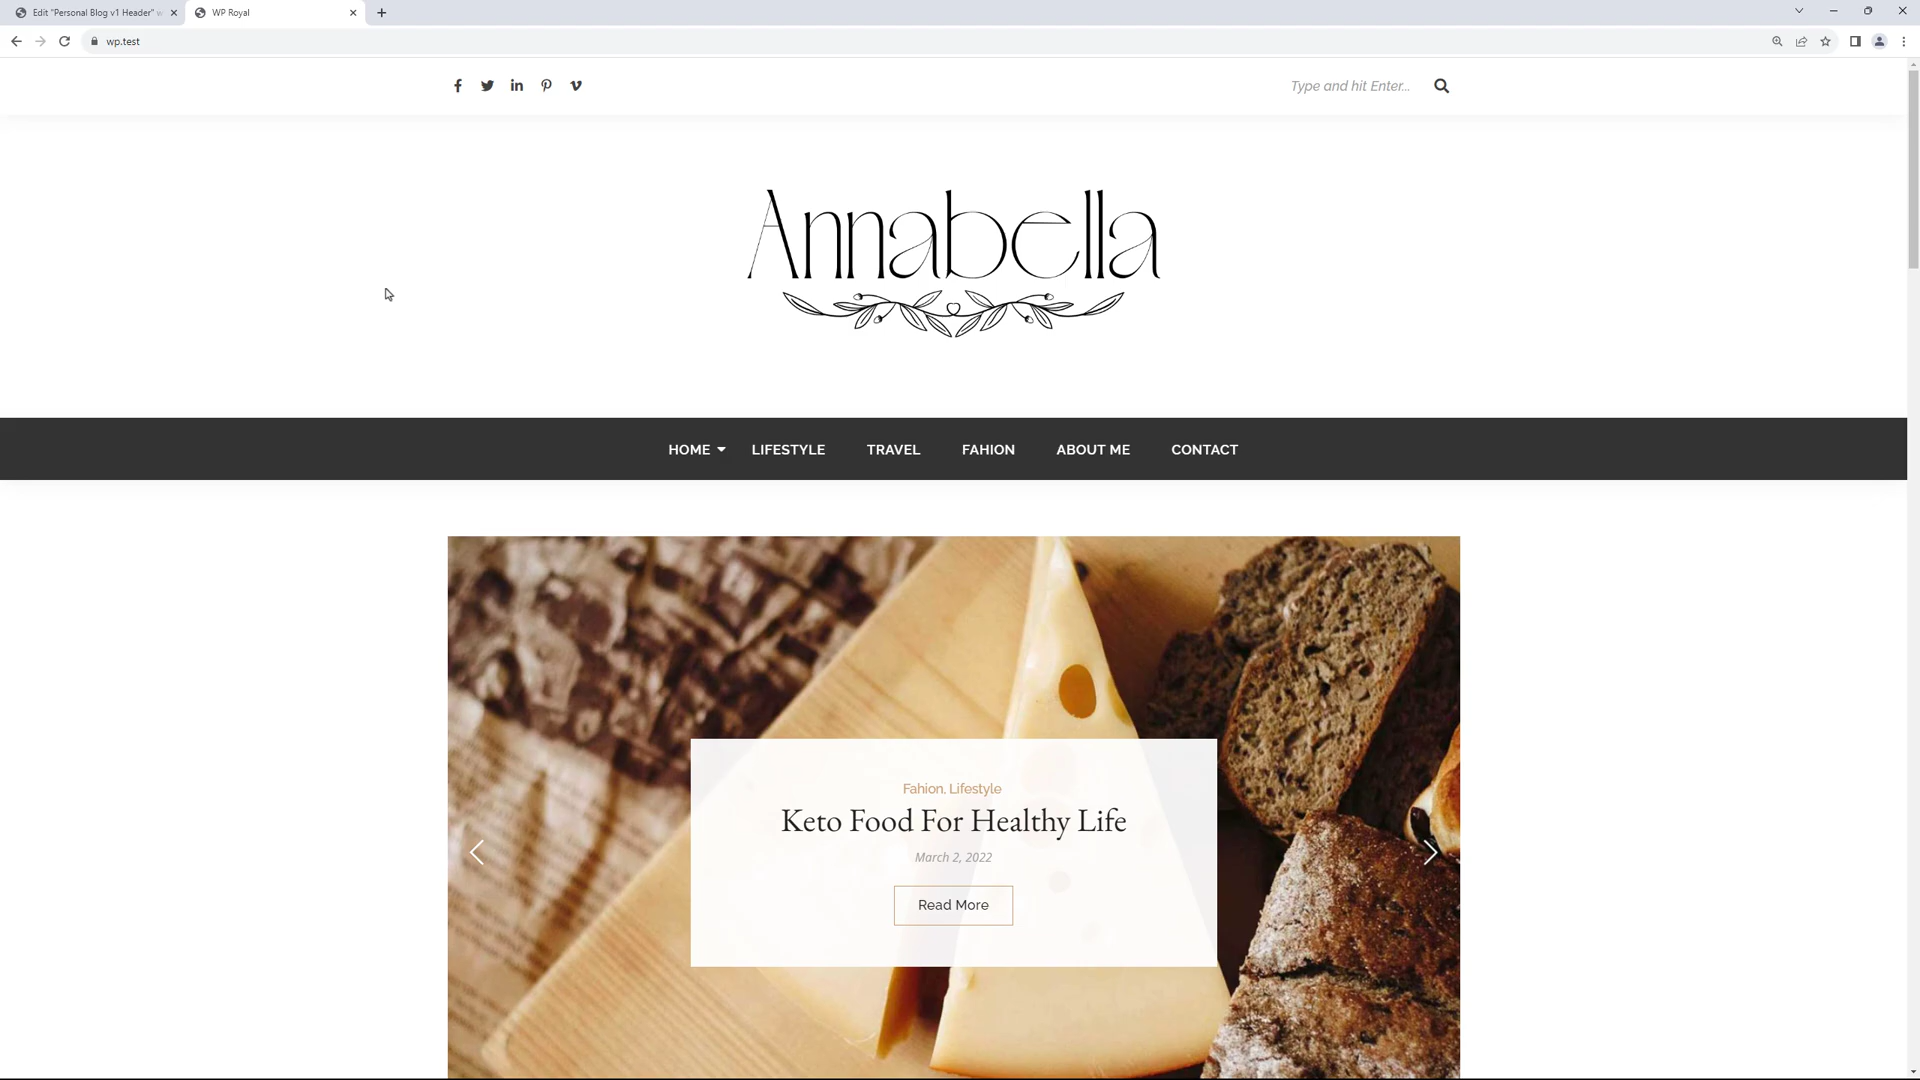 Edit "Personal Blog v1 Header" w
WP Royal
wp.test
Type and hit Enter...
Annabella
HOME
LIFESTYLE
TRAVEL
FAHION
ABOUT ME
CONTACT
Fahion, Lifestyle
Keto Food For Healthy Life
March 2, 2022
Read More